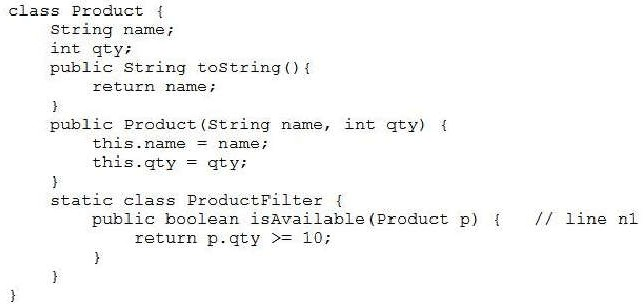 class Product {
    String name;
    int qty;
    public String toString(){
        return name;
    }
    public Product(String name, int qty) {
        this.name = name;
        this.qty = qty;
    }
    static class ProductFilter {
        public boolean isAvailable(Product p) {   // line n1
            return p.qty >= 10;
        }
    }
}